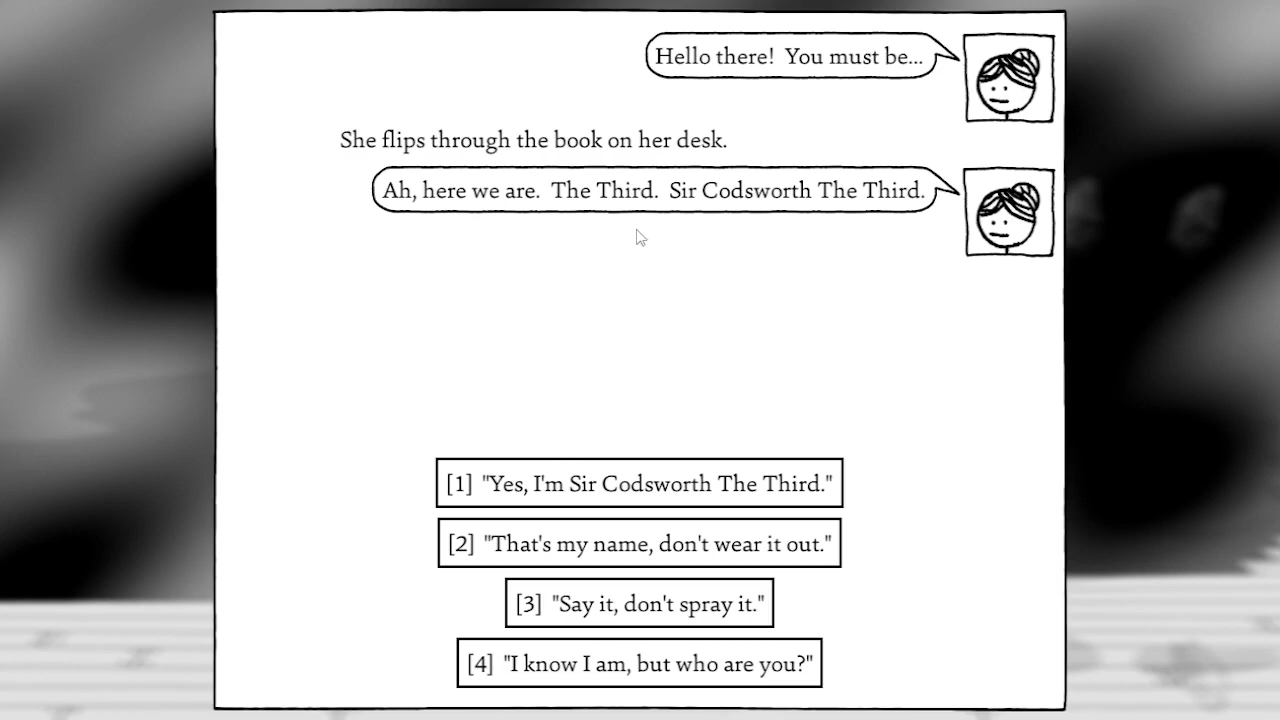 Hello there!  You must be...
She flips through the book on her desk.
Ah, here we are.  The Third.  Sir Codsworth The Third.
[1] "Yes, I'm Sir Codsworth The Third."
[2] "That's my name, don't wear it out."
[3] "Say it, don't spray it."
[4] "I know I am, but who are you?"